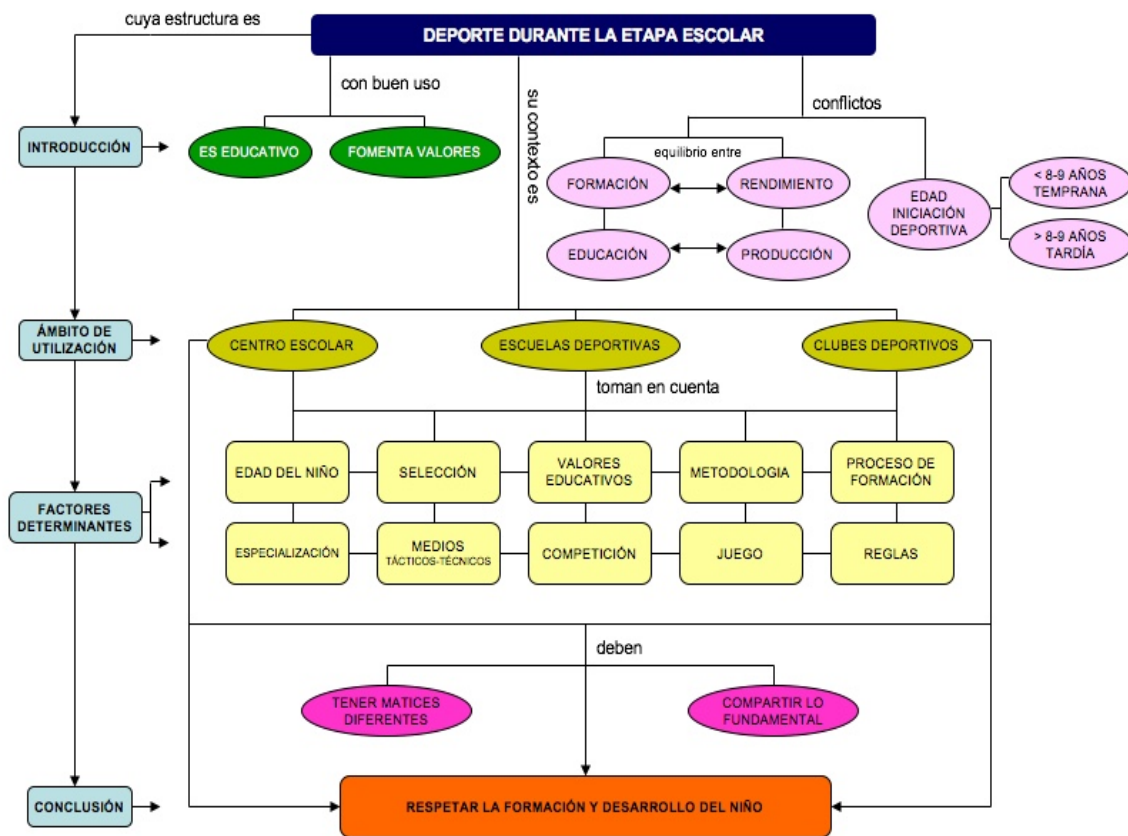 cuya estructura es
DEPORTE DURANTE LA ETAPA ESCOLAR
con buen uso
su contexto es
conflictos
INTRODUCCIÓN
ES EDUCATIVO
FOMENTA VALORES
equilibrio entre
FORMACIÓN
RENDIMIENTO
EDUCACIÓN
PRODUCCIÓN
EDAD
INICIACIÓN
DEPORTIVA
< 8-9 AÑOS
TEMPRANA
> 8-9 AÑOS
TARDÍA
ÁMBITO DE
UTILIZACIÓN
CENTRO ESCOLAR
ESCUELAS DEPORTIVAS
CLUBES DEPORTIVOS
toman en cuenta
FACTORES
DETERMINANTES
EDAD DEL NIÑO
SELECCIÓN
VALORES
EDUCATIVOS
METODOLOGIA
PROCESO DE
FORMACIÓN
ESPECIALIZACIÓN
MEDIOS
TÁCTICOS-TÉCNICOS
COMPETICIÓN
JUEGO
REGLAS
deben
TENER MATICES
DIFERENTES
COMPARTIR LO
FUNDAMENTAL
CONCLUSIÓN
RESPETAR LA FORMACIÓN Y DESARROLLO DEL NIÑO